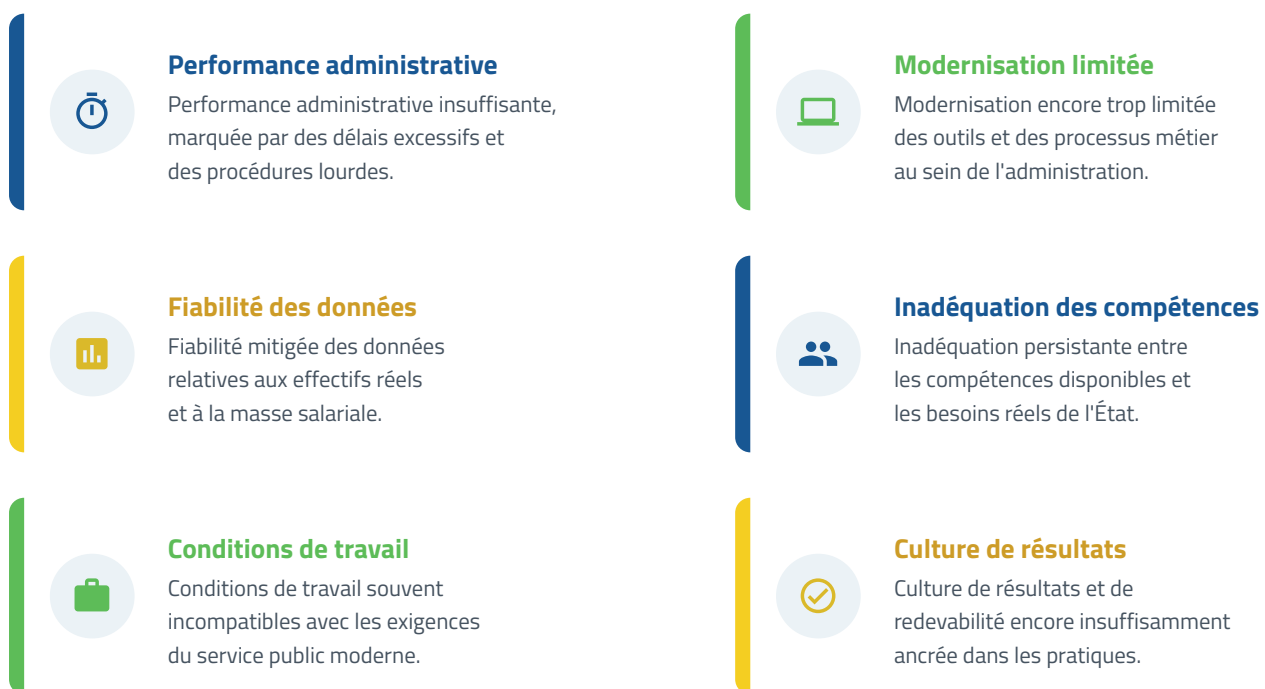 Performance administrative
Performance administrative insuffisante,
marquée par des délais excessifs et
des procédures lourdes.
Modernisation limitée
Modernisation encore trop limitée
des outils et des processus métier
au sein de l'administration.
Fiabilité des données
Fiabilité mitigée des données
relatives aux effectifs réels
et à la masse salariale.
Inadéquation des compétences
Inadéquation persistante entre
les compétences disponibles et
les besoins réels de l'État.
Conditions de travail
Conditions de travail souvent
incompatibles avec les exigences
du service public moderne.
Culture de résultats
Culture de résultats et de
redevabilité encore insuffisamment
ancrée dans les pratiques.